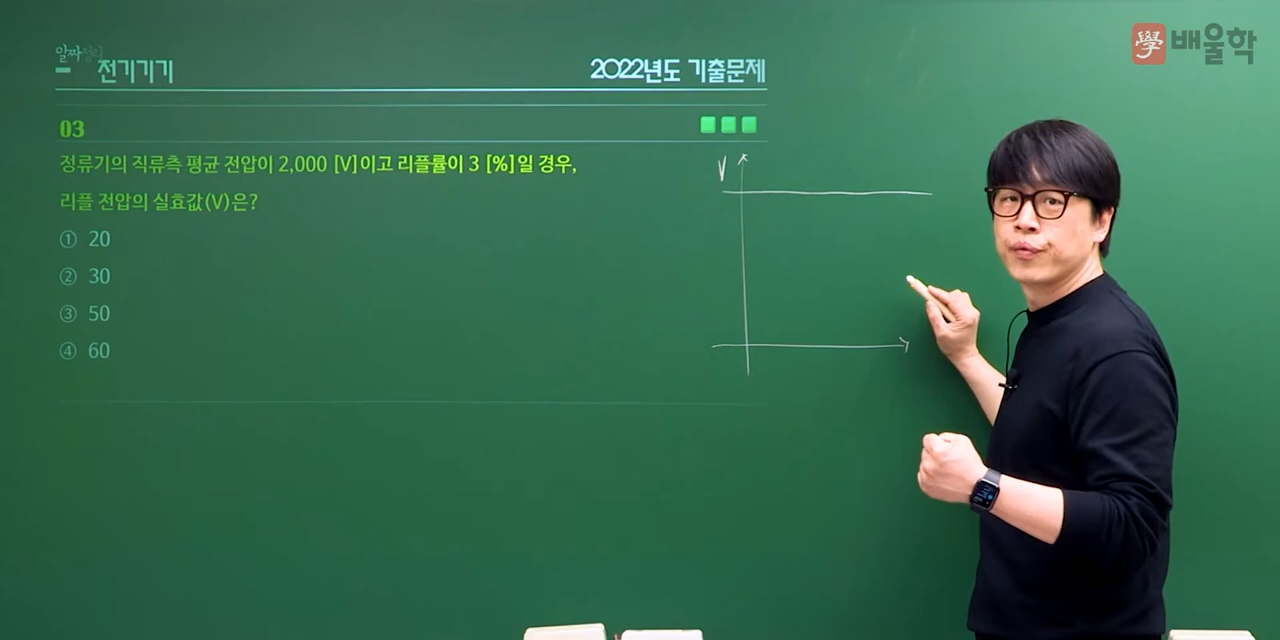 學 배울학
알짜
전기기기
2022년도 기출문제
03
정류기의 직류측 평균 전압이 2,000 [V]이고 리플률이 3 [%]일 경우,
리플 전압의 실효값(V)은?
① 20
② 30
③ 50
④ 60
V